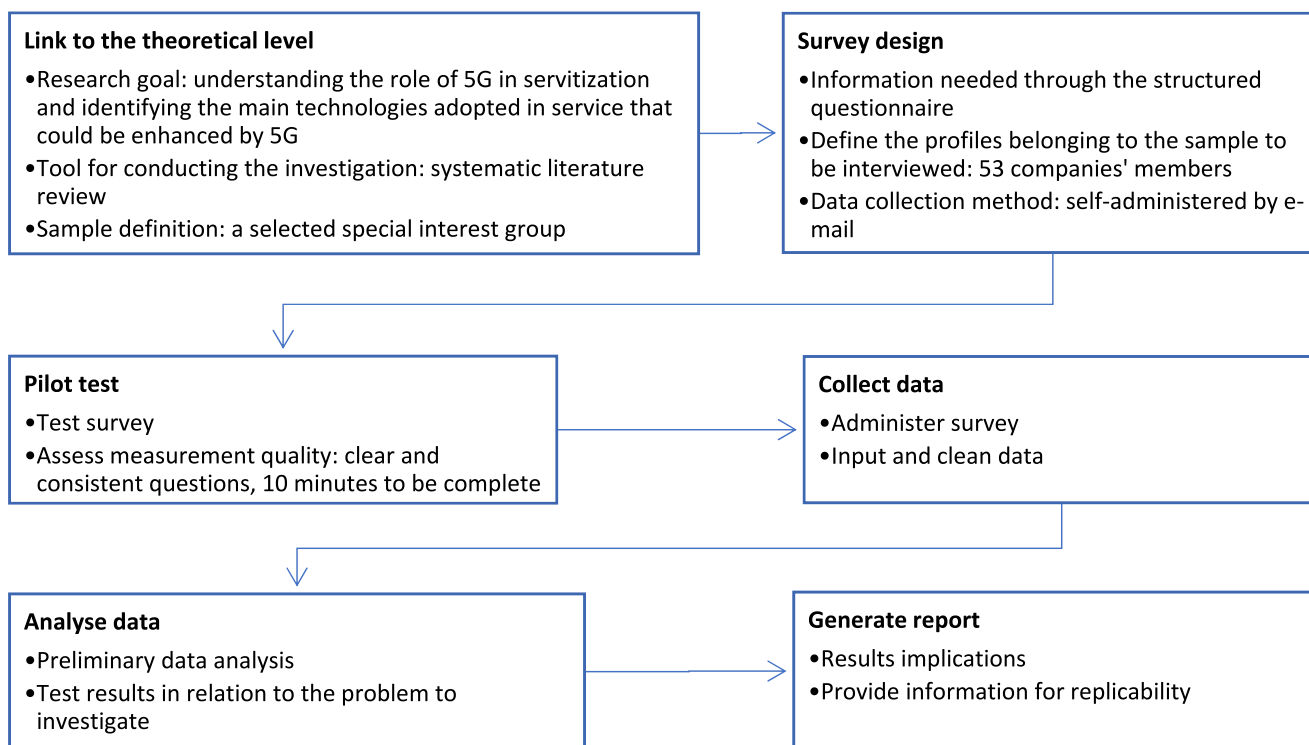 Link to the theoretical level
•Research goal: understanding the role of 5G in servitization
and identifying the main technologies adopted in service that
could be enhanced by 5G
•Tool for conducting the investigation: systematic literature
review
•Sample definition: a selected special interest group
Survey design
•Information needed through the structured
questionnaire
•Define the profiles belonging to the sample to
be interviewed: 53 companies' members
•Data collection method: self-administered by e-
mail
Pilot test
•Test survey
•Assess measurement quality: clear and
consistent questions, 10 minutes to be complete
Collect data
•Administer survey
•Input and clean data
Analyse data
•Preliminary data analysis
•Test results in relation to the problem to
investigate
Generate report
•Results implications
•Provide information for replicability